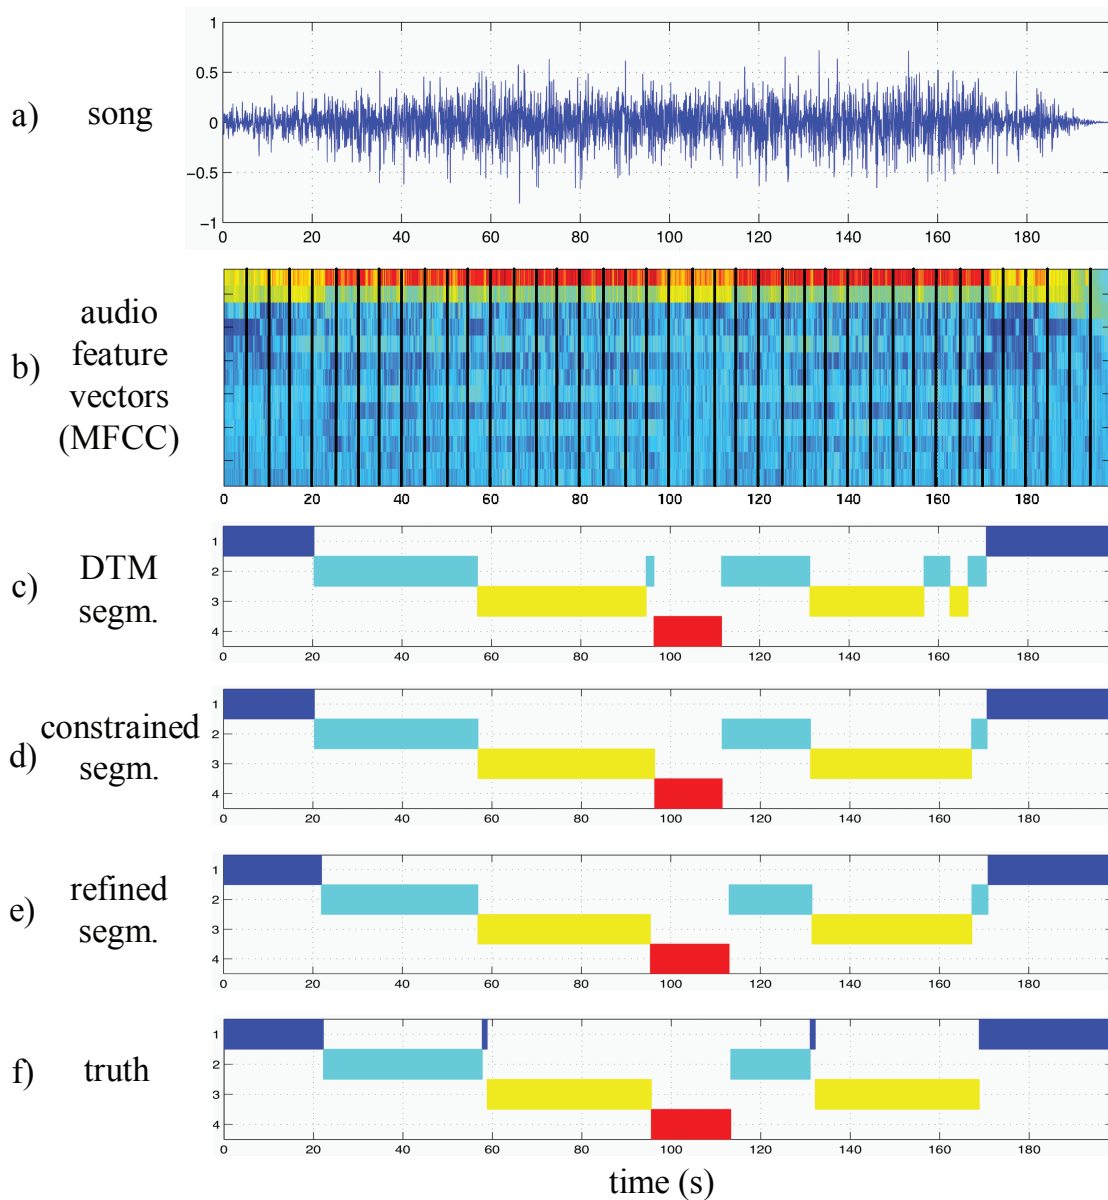 a) song
1
0.5
0
−0.5
−1
0 20 40 60 80 100 120 140 160 180
b) audio
feature
vectors
(MFCC)
0 20 40 60 80 100 120 140 160 180
c) DTM
segm.
1
2
3
4
0 20 40 60 80 100 120 140 160 180
d) constrained
segm.
1
2
3
4
0 20 40 60 80 100 120 140 160 180
e) refined
segm.
1
2
3
4
0 20 40 60 80 100 120 140 160 180
f) truth
1
2
3
4
0 20 40 60 80 100 120 140 160 180
time (s)